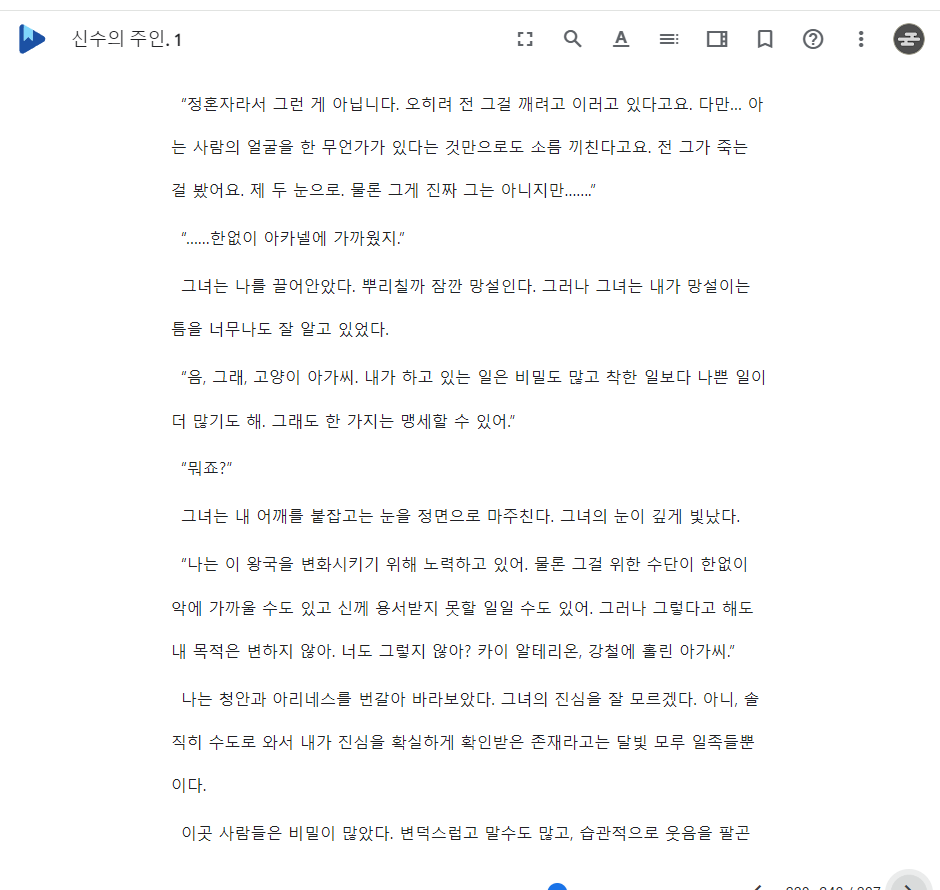 신수의 주인. 1
“정혼자라서 그런 게 아닙니다. 오히려 전 그걸 깨려고 이러고 있다고요. 다만... 아
는 사람의 얼굴을 한 무언가가 있다는 것만으로도 소름 끼친다고요. 전 그가 죽는
걸 봤어요. 제 두 눈으로. 물론 그게 진짜 그는 아니지만.......”
“......한없이 아카넬에 가까웠지.”
그녀는 나를 끌어안았다. 뿌리칠까 잠깐 망설인다. 그러나 그녀는 내가 망설이는
틈을 너무나도 잘 알고 있었다.
“음, 그래, 고양이 아가씨. 내가 하고 있는 일은 비밀도 많고 착한 일보다 나쁜 일이
더 많기도 해. 그래도 한 가지는 맹세할 수 있어.”
“뭐죠?”
그녀는 내 어깨를 붙잡고는 눈을 정면으로 마주친다. 그녀의 눈이 깊게 빛났다.
“나는 이 왕국을 변화시키기 위해 노력하고 있어. 물론 그걸 위한 수단이 한없이
악에 가까울 수도 있고 신께 용서받지 못할 일일 수도 있어. 그러나 그렇다고 해도
내 목적은 변하지 않아. 너도 그렇지 않아? 카이 알테리온, 강철에 홀린 아가씨.”
나는 청안과 아리네스를 번갈아 바라보았다. 그녀의 진심을 잘 모르겠다. 아니, 솔
직히 수도로 와서 내가 진심을 확실하게 확인받은 존재라고는 달빛 모루 일족들뿐
이다.
이곳 사람들은 비밀이 많았다. 변덕스럽고 말수도 많고, 습관적으로 웃음을 팔곤